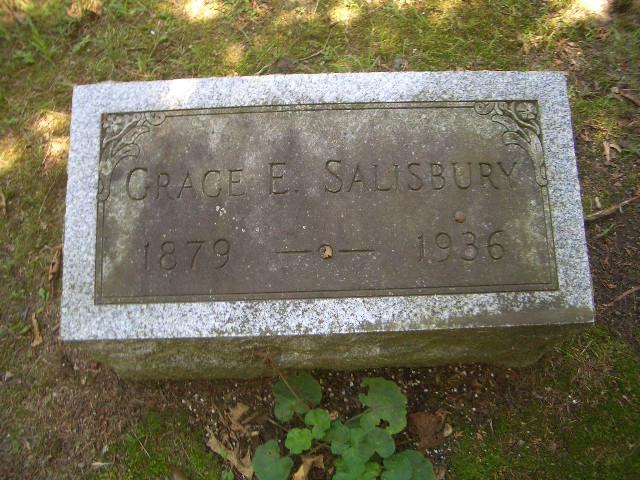 GRACE E. SALISBURY
1879 — 1936